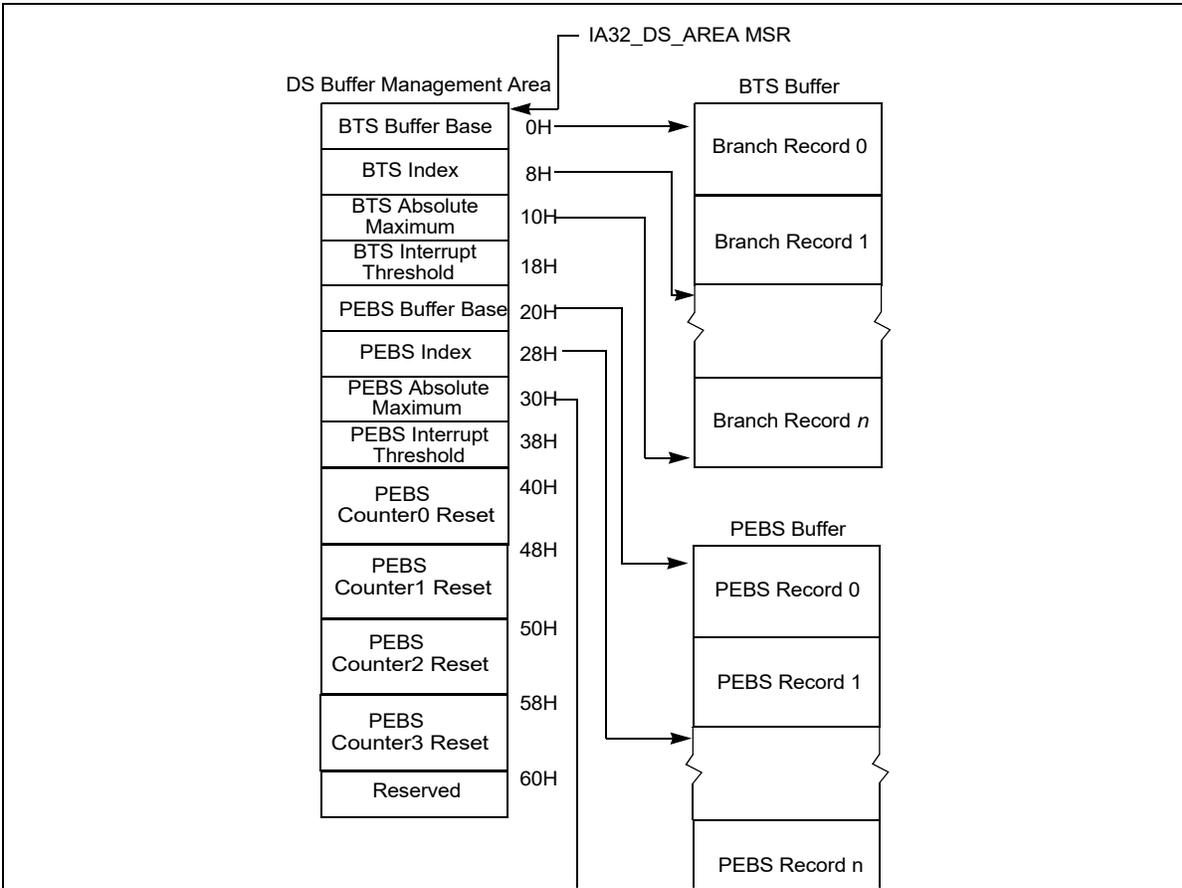 IA32_DS_AREA MSR
DS Buffer Management Area
BTS Buffer Base
0H
BTS Index
8H
BTS Absolute
Maximum
10H
BTS Interrupt
Threshold
18H
PEBS Buffer Base
20H
PEBS Index
28H
PEBS Absolute
Maximum
30H
PEBS Interrupt
Threshold
38H
PEBS
Counter0 Reset
40H
PEBS
Counter1 Reset
48H
PEBS
Counter2 Reset
50H
PEBS
Counter3 Reset
58H
Reserved
60H
BTS Buffer
Branch Record 0
Branch Record 1
Branch Record n
PEBS Buffer
PEBS Record 0
PEBS Record 1
PEBS Record n